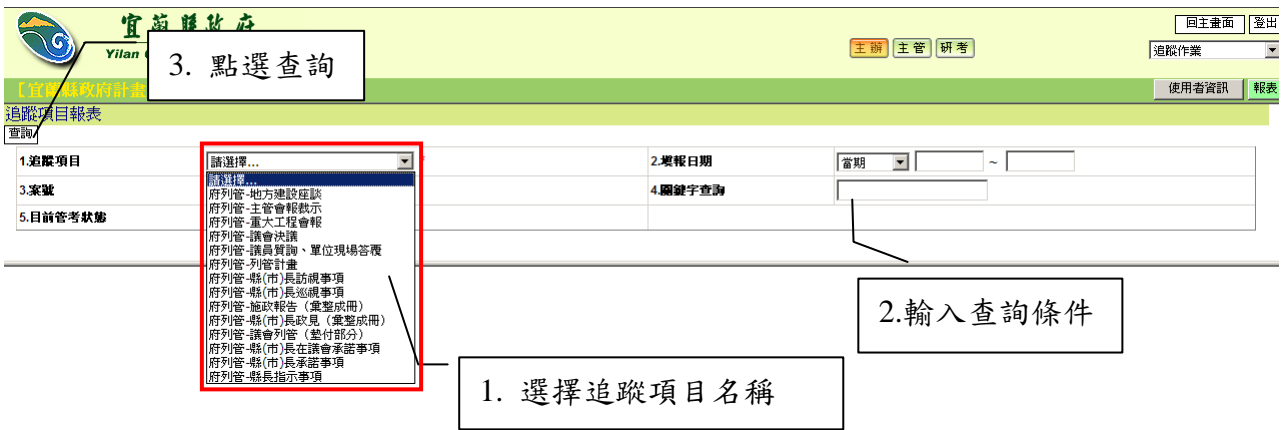 宜蘭縣政府
Yilan
回主畫面 登出
主辦 主管 研考
追蹤作業
3. 點選查詢
【宜蘭縣政府計畫
使用者資訊 報表
追蹤項目報表
查詢
1.追蹤項目 請選擇... * 2.填報日期 當期 ~
3.案號 4.關鍵字查詢
5.目前管考狀態
請選擇...
府列管-地方建設座談
府列管-主管會報裁示
府列管-重大工程會報
府列管-議會決議
府列管-議員質詢、單位現場答覆
府列管-列管計畫
府列管-縣(市)長訪視事項
府列管-縣(市)長巡視事項
府列管-施政報告（彙整成冊）
府列管-縣(市)長政見（彙整成冊）
府列管-議會列管（墊付部分）
府列管-縣(市)長在議會承諾事項
府列管-縣(市)長承諾事項
府列管-縣長指示事項
2.輸入查詢條件
1. 選擇追蹤項目名稱